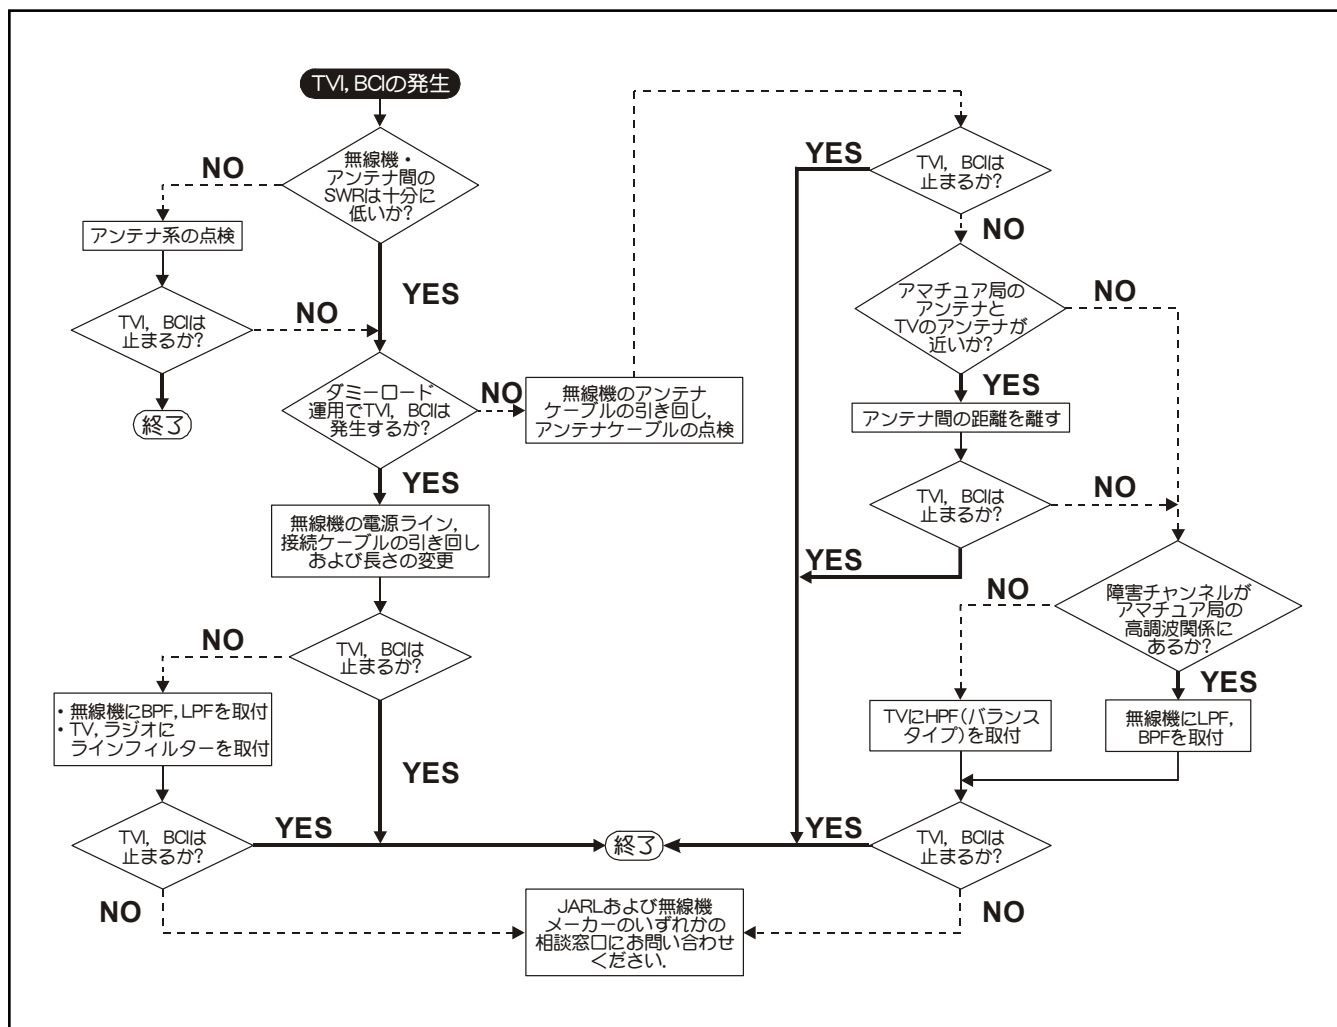 TVI, BCIの発生
無線機・
アンテナ間の
SWRは十分に
低いか?
NO
アンテナ系の点検
YES
TVI, BCIは
止まるか?
NO
終了
ダミーロード
運用でTVI, BCIは
発生するか?
NO
無線機のアンテナ
ケーブルの引き回し,
アンテナケーブルの点検
YES
無線機の電源ライン,
接続ケーブルの引き回し
および長さの変更
TVI, BCIは
止まるか?
NO
・無線機にBPF, LPFを取付
・TV, ラジオに
ラインフィルターを取付
YES
TVI, BCIは
止まるか?
YES
NO
終了
JARLおよび無線機
メーカーのいずれかの
相談窓口にお問い合わせ
ください.
TVI, BCIは
止まるか?
YES
NO
アマチュア局の
アンテナと
TVのアンテナが
近いか?
NO
YES
アンテナ間の距離を離す
TVI, BCIは
止まるか?
NO
YES
障害チャンネルが
アマチュア局の
高調波関係に
あるか?
NO
YES
TVにHPF(バランス
タイプ)を取付
無線機にLPF,
BPFを取付
TVI, BCIは
止まるか?
YES
NO